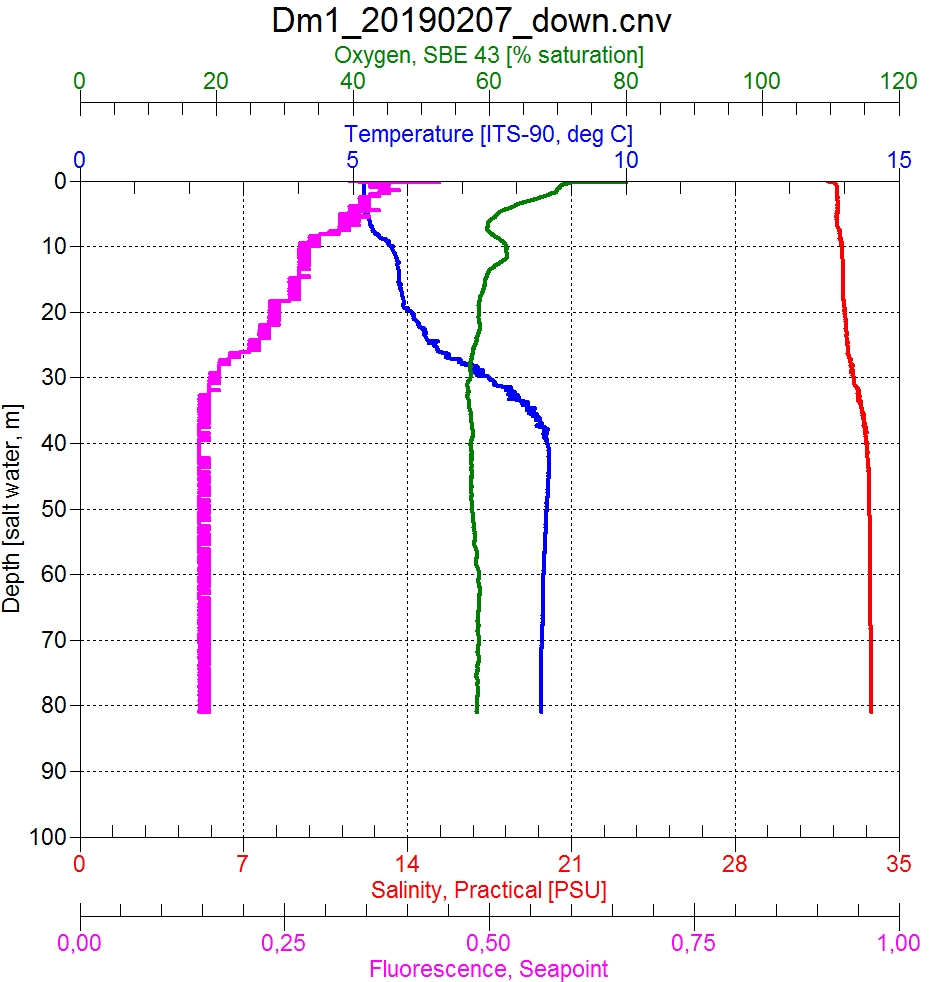 Dm1_20190207_down.cnv
Oxygen, SBE 43 [% saturation]
0 20 40 60 80 100 120
Temperature [ITS-90, deg C]
0 5 10 15
0
10
20
30
40
50
60
70
80
90
100
Depth [salt water, m]
0 7 14 21 28 35
Salinity, Practical [PSU]
0,00 0,25 0,50 0,75 1,00
Fluorescence, Seapoint